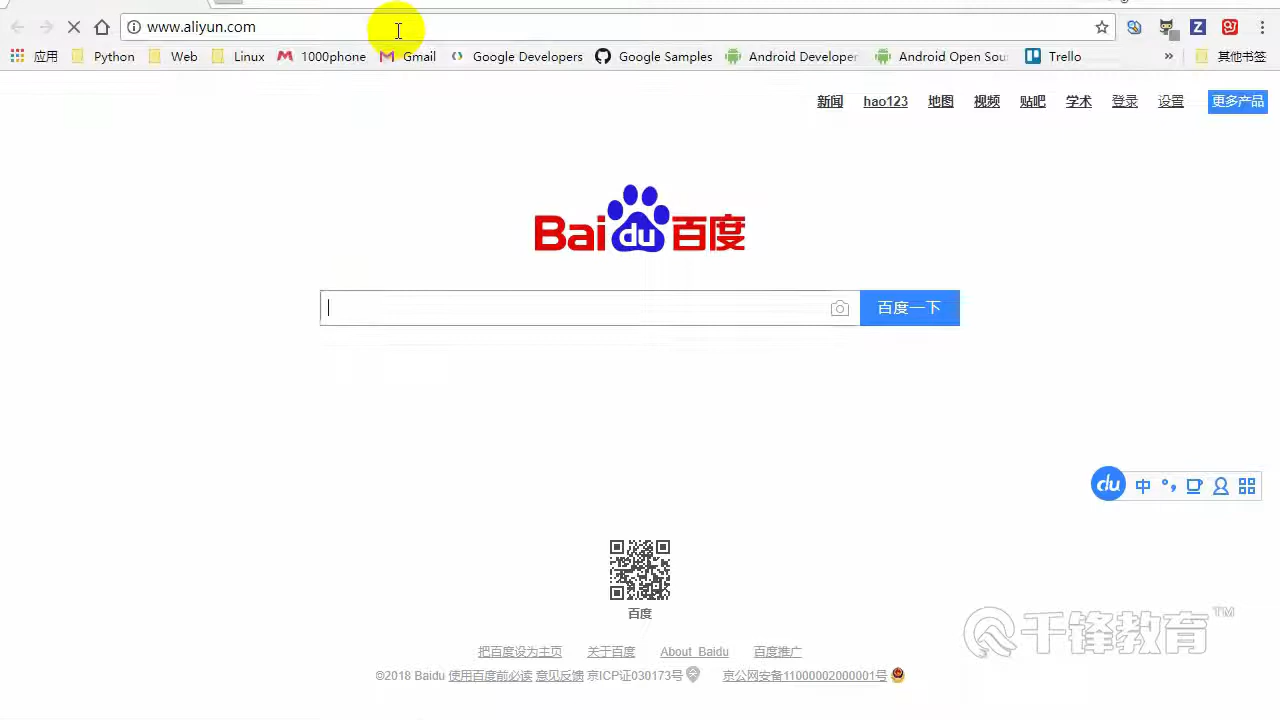 www.aliyun.com
应用 Python Web Linux 1000phone Gmail Google Developers Google Samples Android Developer Android Open Sou Trello » 其他书签
新闻 hao123 地图 视频 贴吧 学术 登录 设置 更多产品
Bai du 百度
百度一下
du 中
百度
把百度设为主页 关于百度 About Baidu 百度推广
©2018 Baidu 使用百度前必读 意见反馈 京ICP证030173号 京公网安备11000002000001号
千锋教育™